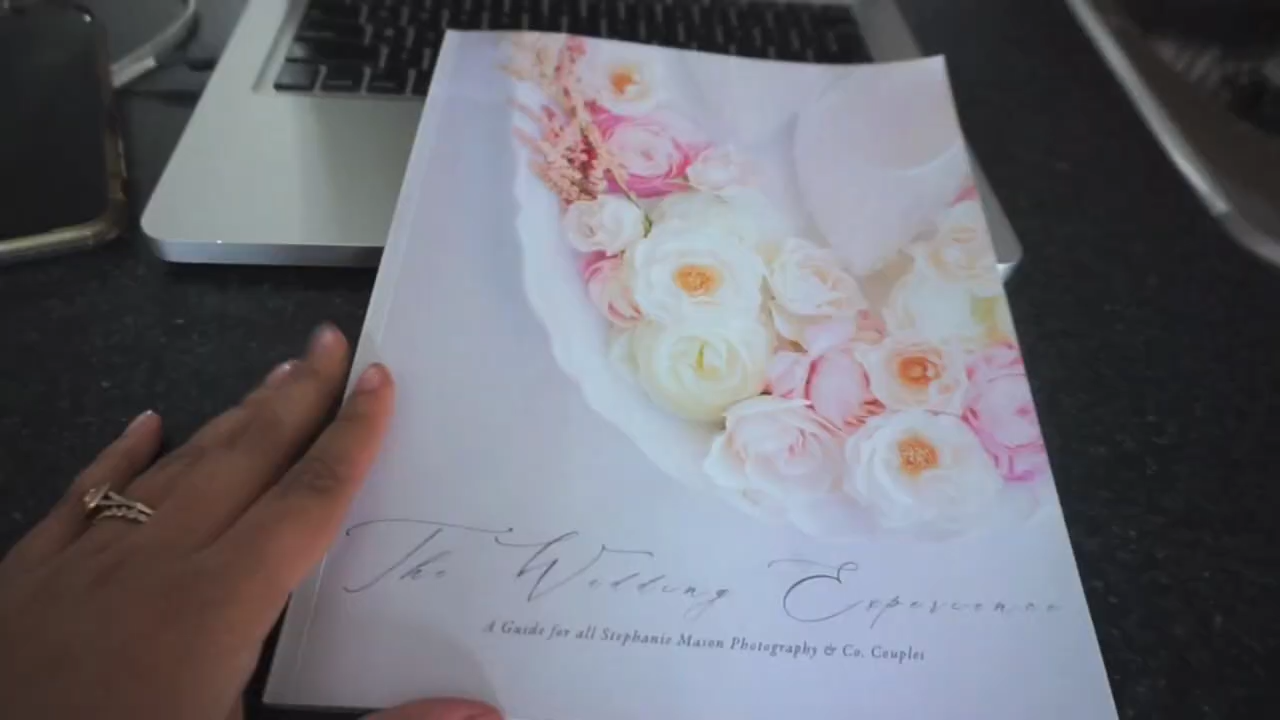 The Wedding Experience
A Guide for all Stephanie Mason Photography & Co. Couples